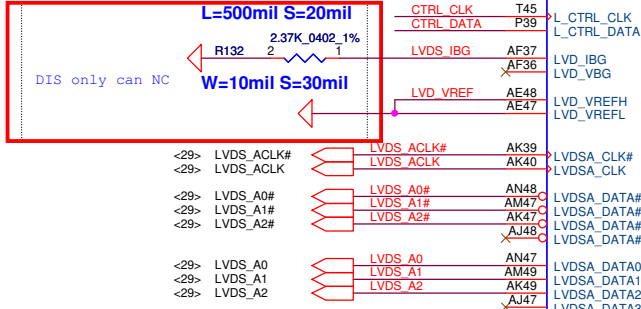 L=500mil S=20mil
CTRL_CLK T45 L_CTRL_CLK
CTRL_DATA P39 L_CTRL_DATA
2.37K_0402_1%
R132 2 1 LVDS_IBG AF37 LVD_IBG
AF36 LVD_VBG
DIS only can NC
W=10mil S=30mil
LVD_VREF AE48 LVD_VREFH
AE47 LVD_VREFL
<29> LVDS_ACLK# LVDS_ACLK# AK39 LVDSA_CLK#
<29> LVDS_ACLK LVDS_ACLK AK40 LVDSA_CLK
<29> LVDS_A0# LVDS_A0# AN48 LVDSA_DATA#
<29> LVDS_A1# LVDS_A1# AM47 LVDSA_DATA#
<29> LVDS_A2# LVDS_A2# AK47 LVDSA_DATA#
AJ48 LVDSA_DATA#
<29> LVDS_A0 LVDS_A0 AN47 LVDSA_DATA0
<29> LVDS_A1 LVDS_A1 AM49 LVDSA_DATA1
<29> LVDS_A2 LVDS_A2 AK49 LVDSA_DATA2
AJ47 LVDSA_DATA3